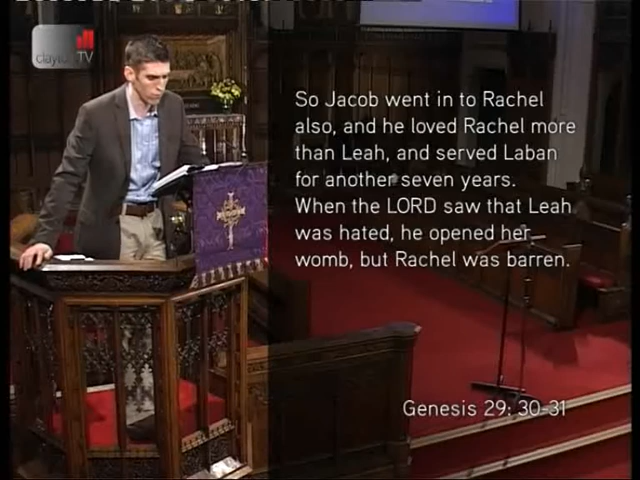 clayton TV
So Jacob went in to Rachel
also, and he loved Rachel more
than Leah, and served Laban
for another seven years.
When the LORD saw that Leah
was hated, he opened her
womb, but Rachel was barren.
Genesis 29: 30-31